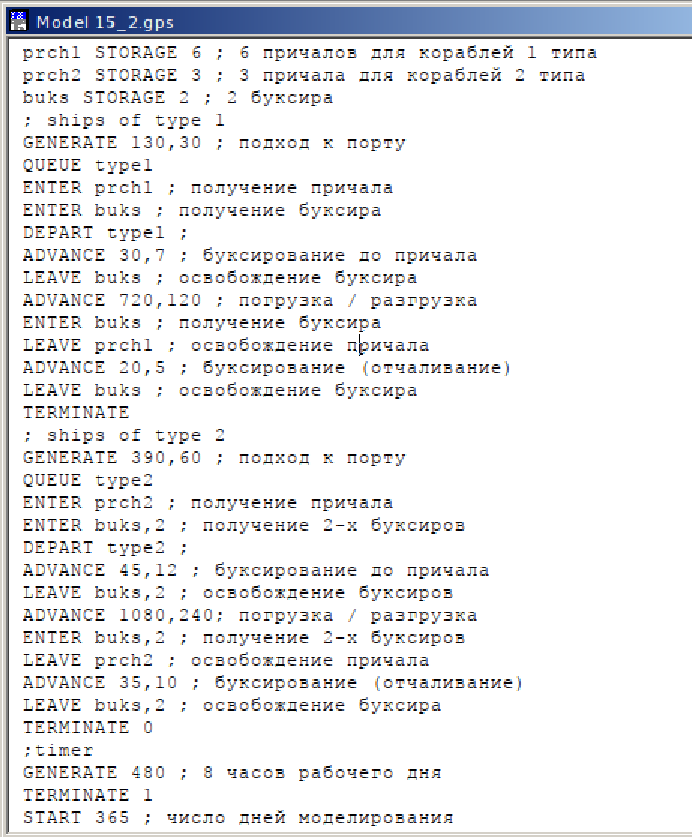 Model 15_2.gps
prch1 STORAGE 6 ; 6 причалов для кораблей 1 типа
prch2 STORAGE 3 ; 3 причала для кораблей 2 типа
buks STORAGE 2 ; 2 буксира
; ships of type 1
GENERATE 130,30 ; подход к порту
QUEUE type1
ENTER prch1 ; получение причала
ENTER buks ; получение буксира
DEPART type1 ;
ADVANCE 30,7 ; буксирование до причала
LEAVE buks ; освобождение буксира
ADVANCE 720,120 ; погрузка / разгрузка
ENTER buks ; получение буксира
LEAVE prch1 ; освобождение причала
ADVANCE 20,5 ; буксирование (отчаливание)
LEAVE buks ; освобождение буксира
TERMINATE
; ships of type 2
GENERATE 390,60 ; подход к порту
QUEUE type2
ENTER prch2 ; получение причала
ENTER buks,2 ; получение 2-х буксиров
DEPART type2 ;
ADVANCE 45,12 ; буксирование до причала
LEAVE buks,2 ; освобождение буксиров
ADVANCE 1080,240; погрузка / разгрузка
ENTER buks,2 ; получение 2-х буксиров
LEAVE prch2 ; освобождение причала
ADVANCE 35,10 ; буксирование (отчаливание)
LEAVE buks,2 ; освобождение буксира
TERMINATE 0
;timer
GENERATE 480 ; 8 часов рабочего дня
TERMINATE 1
START 365 ; число дней моделирования